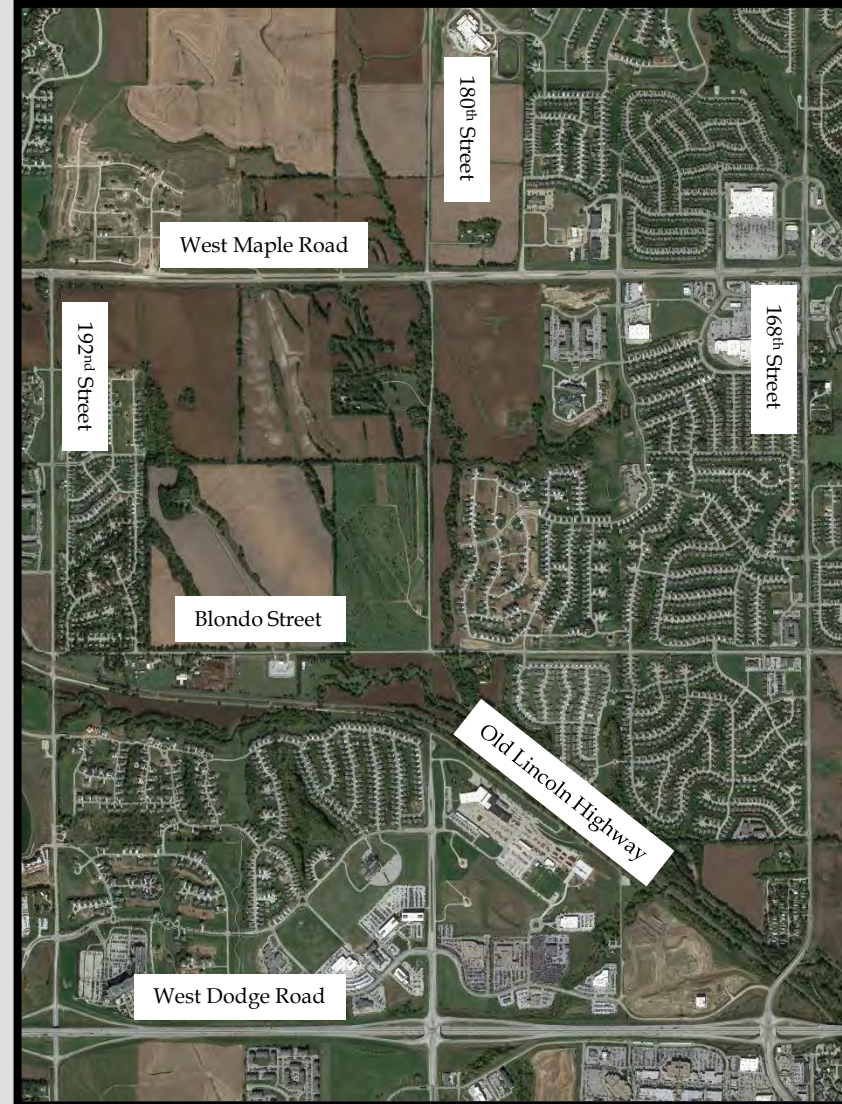 180th Street
West Maple Road
192nd Street
168th Street
Blondo Street
Old Lincoln Highway
West Dodge Road